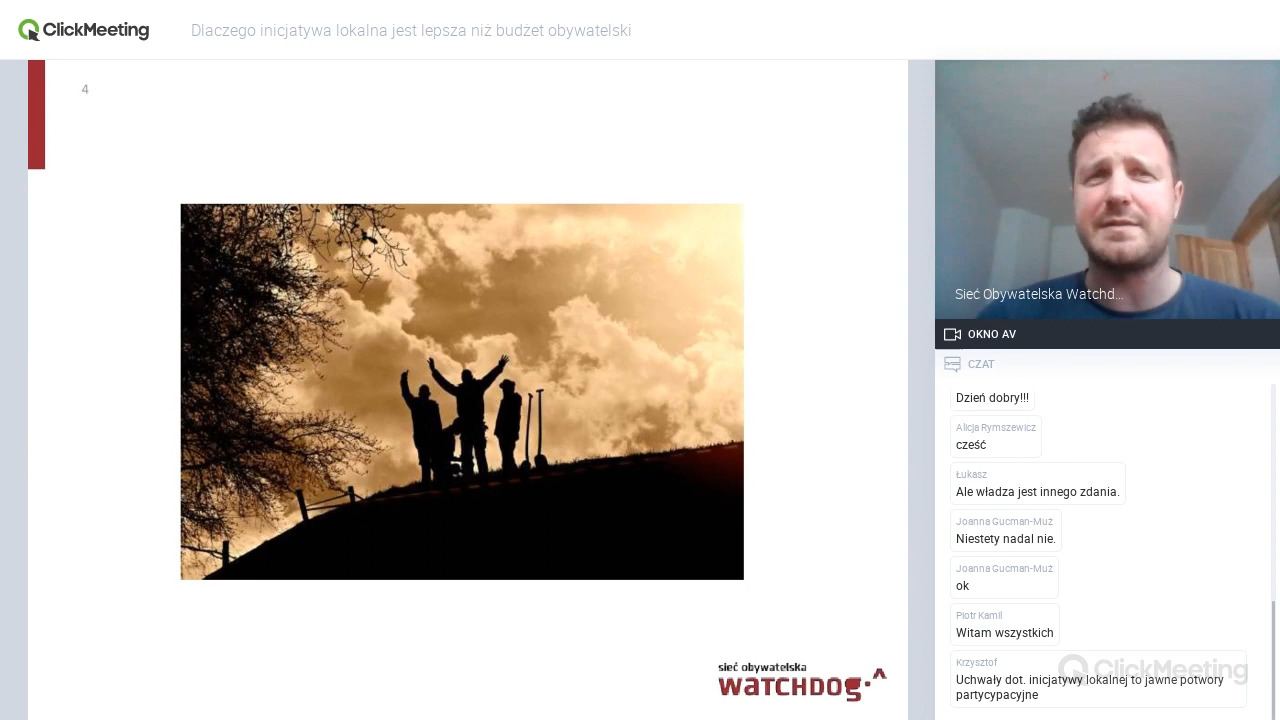 ClickMeeting
Dlaczego inicjatywa lokalna jest lepsza niż budżet obywatelski
4
sieć obywatelska
WATCHDOG
Sieć Obywatelska Watchd...
OKNO AV
CZAT
Dzień dobry!!!
Alicja Rymszewicz
cześć
Łukasz
Ale władza jest innego zdania.
Joanna Gucman-Muż
Niestety nadal nie.
Joanna Gucman-Muż
ok
Piotr Kamil
Witam wszystkich
Krzysztof
Uchwały dot. inicjatywy lokalnej to jawne potwory
partycypacyjne
ClickMeeting